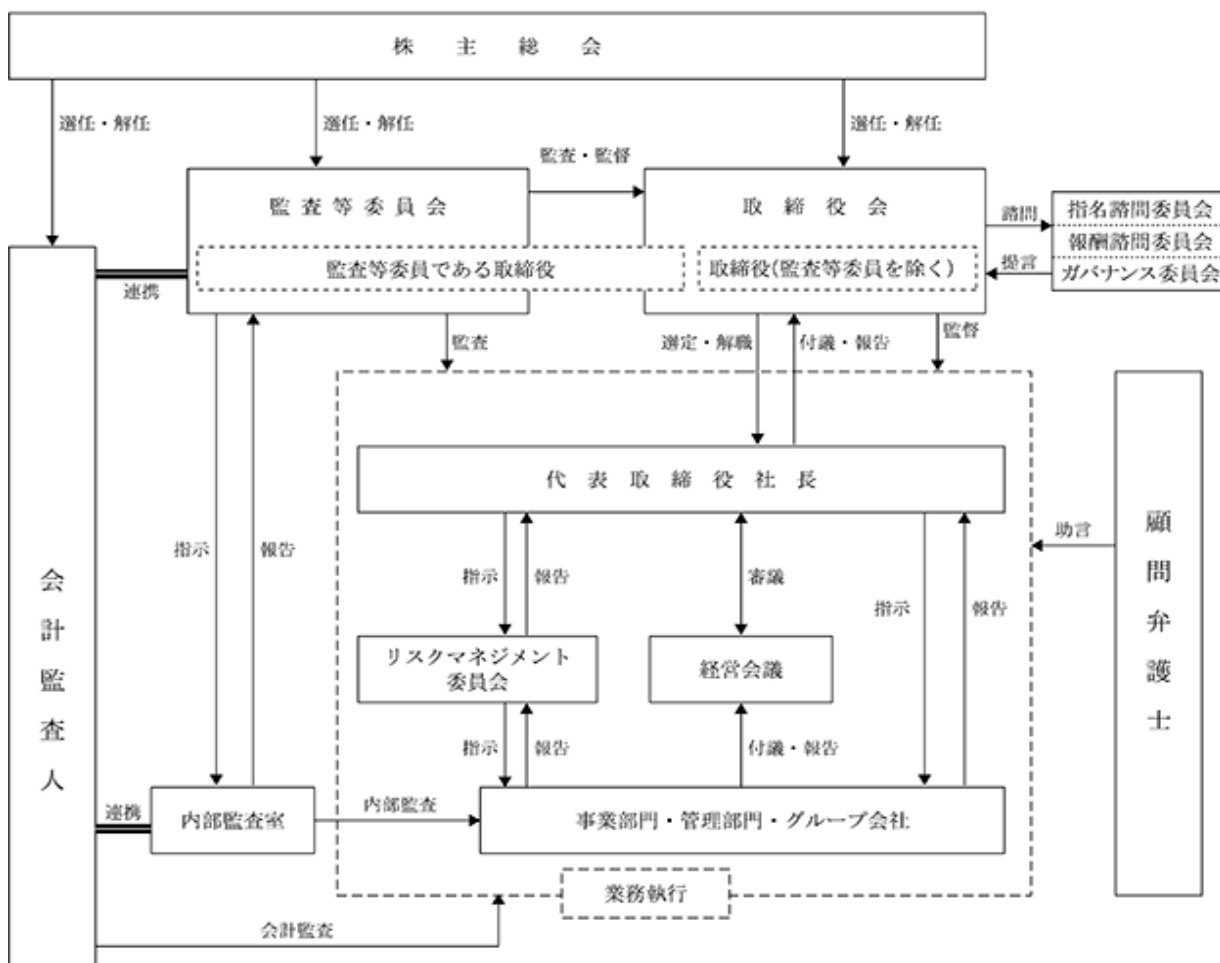 株主総会
選任・解任
選任・解任
選任・解任
監査・監督
監査等委員会
取締役会
諮問
指名諮問委員会
報酬諮問委員会
ガバナンス委員会
監査等委員である取締役
取締役(監査等委員を除く)
提言
連携
監査
選定・解職
付議・報告
監督
代表取締役社長
助言
顧問弁護士
指示
報告
指示
報告
審議
指示
報告
会計監査人
リスクマネジメント
委員会
経営会議
指示
報告
付議・報告
連携
内部監査室
内部監査
事業部門・管理部門・グループ会社
業務執行
会計監査